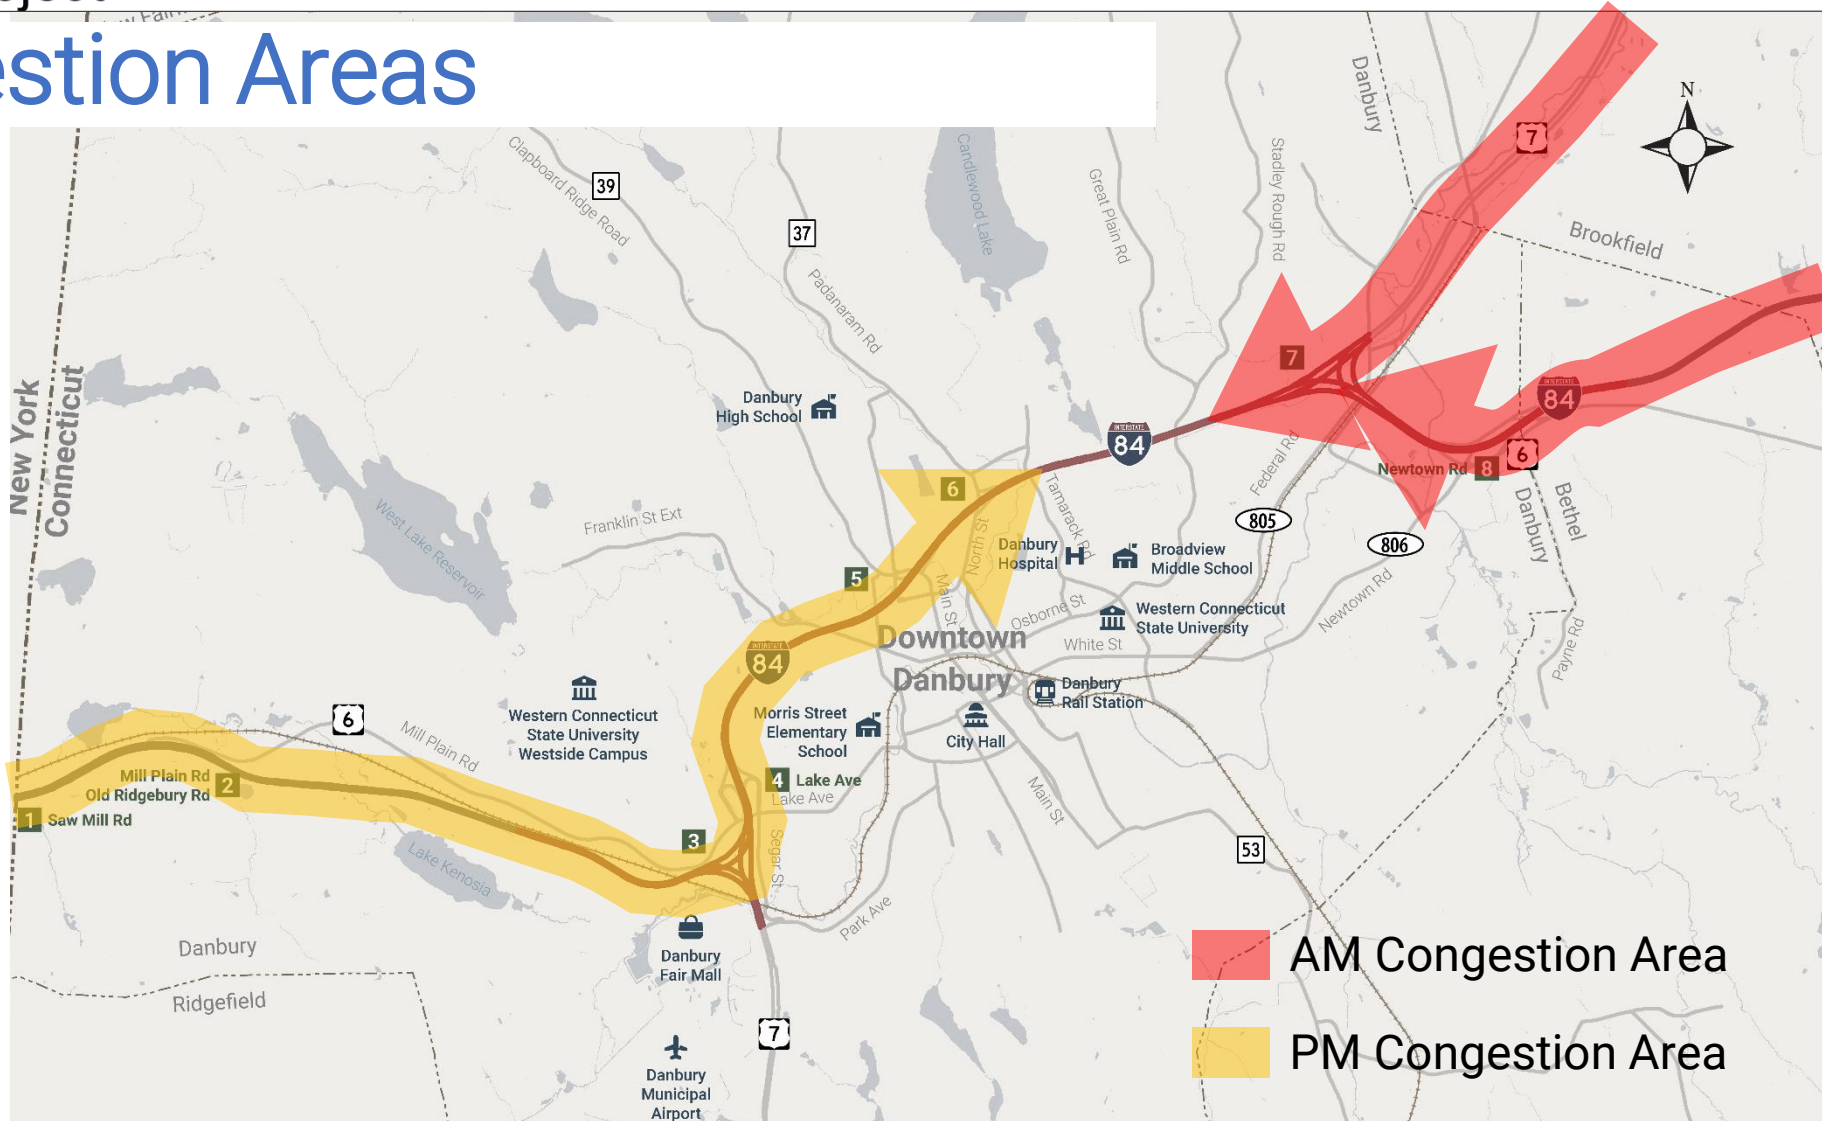 estion Areas
N
Danbury
7
Brookfield
Clapboard Ridge Road
39
37
Padanaram Rd
Candlewood Lake
Great Plain Rd
Stadley Rough Rd
7
INTERSTATE
84
Newtown Rd
8
6
Danbury
Bethel
New York
Connecticut
Danbury
High School
INTERSTATE
84
West Lake Reservoir
Franklin St Ext
6
North St
Tamarack Rd
Federal Rd
805
806
Danbury
Hospital
Broadview
Middle School
5
Main St
Osborne St
Western Connecticut
State University
Newtown Rd
White St
Payne Rd
Downtown
Danbury
INTERSTATE
84
Danbury
Rail Station
Western Connecticut
State University
Westside Campus
Morris Street
Elementary
School
City Hall
6
Mill Plain Rd
Mill Plain Rd
Old Ridgebury Rd
2
1
Saw Mill Rd
4
Lake Ave
Lake Ave
Main St
3
Segar St
53
Lake Kenosia
Park Ave
Danbury
Ridgefield
Danbury
Fair Mall
7
Danbury
Municipal
Airport
AM Congestion Area
PM Congestion Area